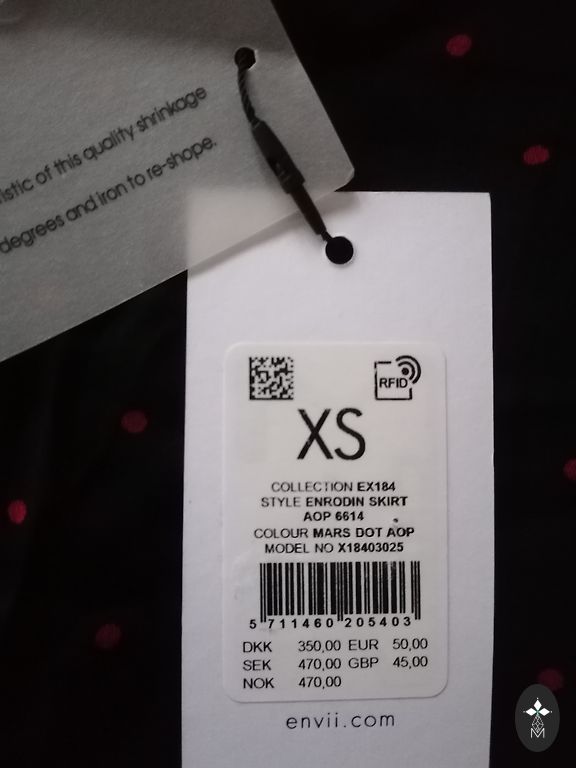 istic of this quality shrinkage
degrees and iron to re-shape.
RFID
XS
COLLECTION EX184
STYLE ENRODIN SKIRT
AOP 6614
COLOUR MARS DOT AOP
MODEL NO X18403025
5 711460 205403
DKK 350,00 EUR 50,00
SEK 470,00 GBP 45,00
NOK 470,00
envii.com